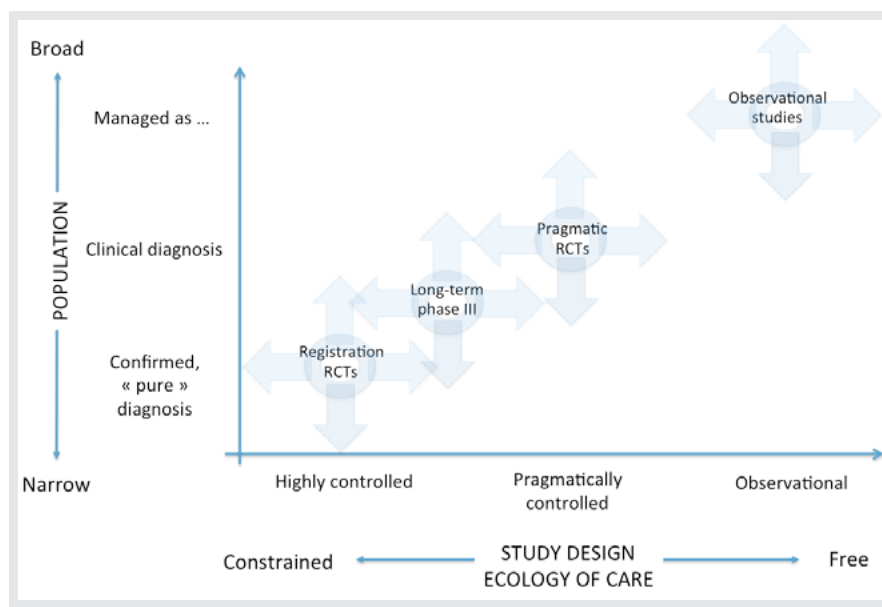 Broad
Managed as ...
Observational
studies
POPULATION
Clinical diagnosis
Pragmatic
RCTs
Long-term
phase III
Registration
RCTs
Confirmed,
« pure »
diagnosis
Narrow
Highly controlled
Pragmatically
controlled
Observational
Constrained
STUDY DESIGN
ECOLOGY OF CARE
Free